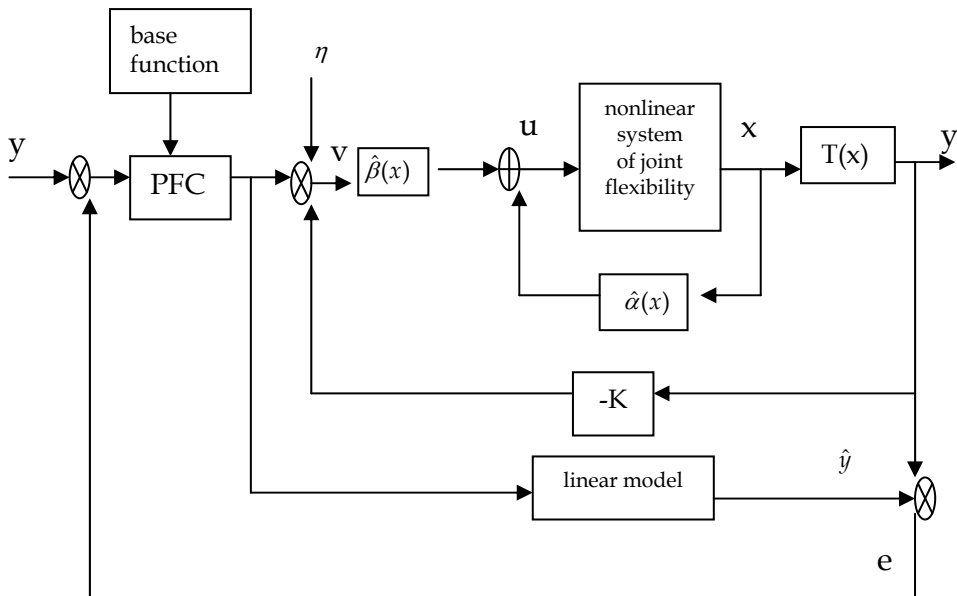 base
function
η
y
PFC
v
β̂(x)
u
nonlinear
system
of joint
flexibility
x
T(x)
y
α̂(x)
-K
linear model
ŷ
e